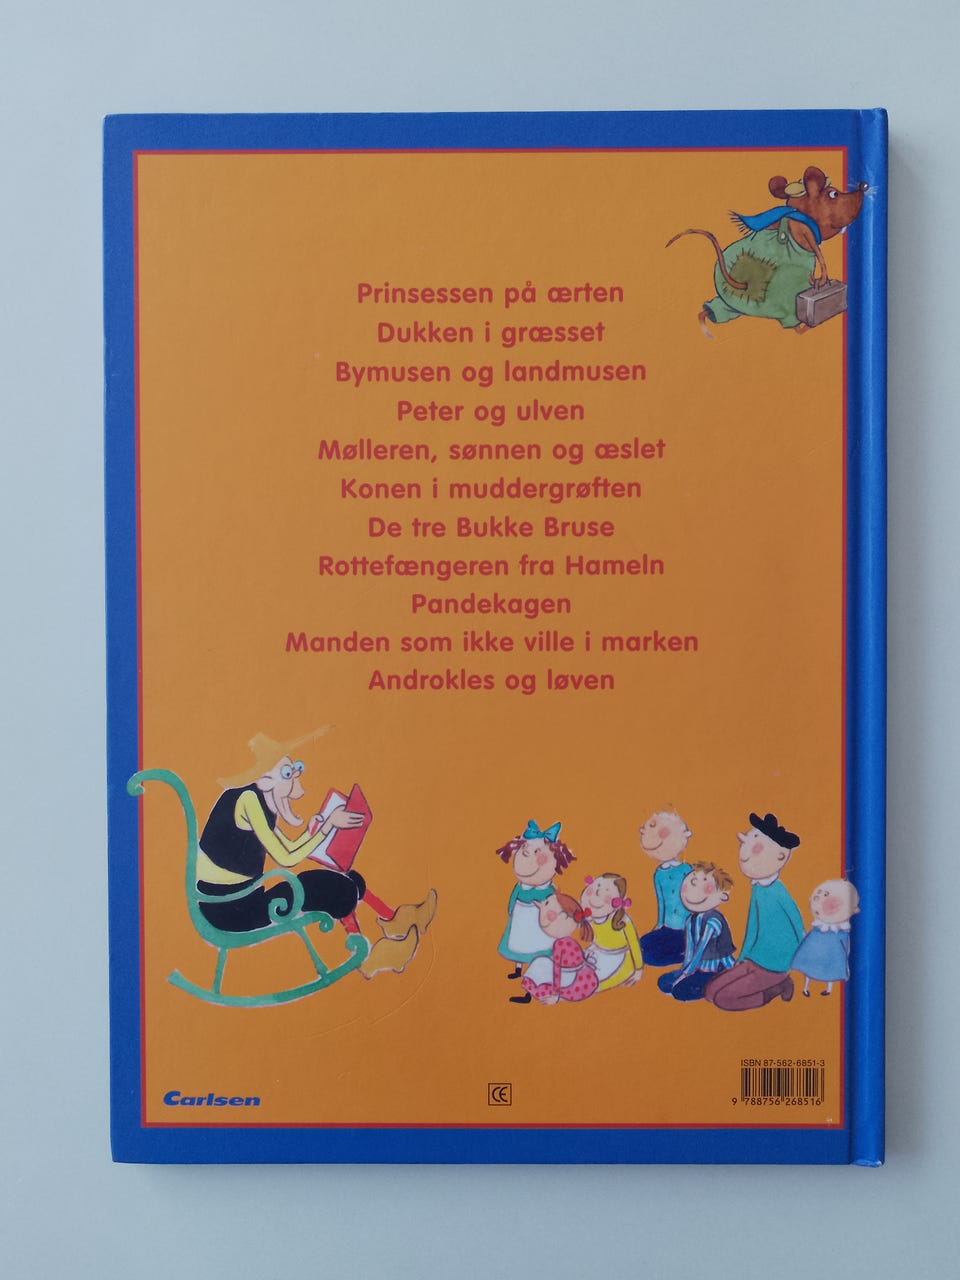 Prinsessen på ærten
Dukken i græsset
Bymusen og landmusen
Peter og ulven
Mølleren, sønnen og æslet
Konen i muddergrøften
De tre Bukke Bruse
Rottefængeren fra Hameln
Pandekagen
Manden som ikke ville i marken
Androkles og løven
ISBN 87-562-6851-3
9 788756 268516
Carlsen
CE